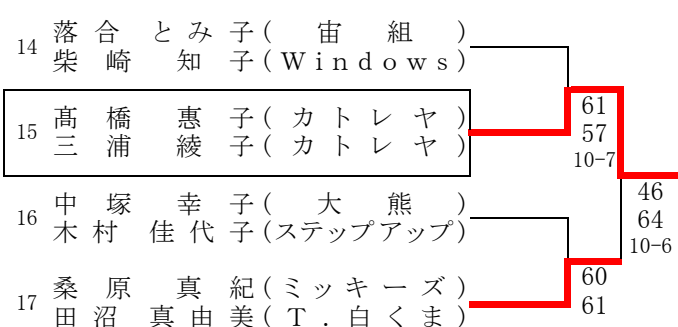 14 落合 とみ子(宙組)
柴崎 知子(Windows)
15 髙橋 惠子(カトレヤ)
三浦 綾子(カトレヤ)
61
57
10-7
16 中塚 幸子(大熊)
木村 佳代子(ステップアップ)
46
64
10-6
17 桑原 真紀(ミッキーズ)
田沼 真由美(T.白くま)
60
61